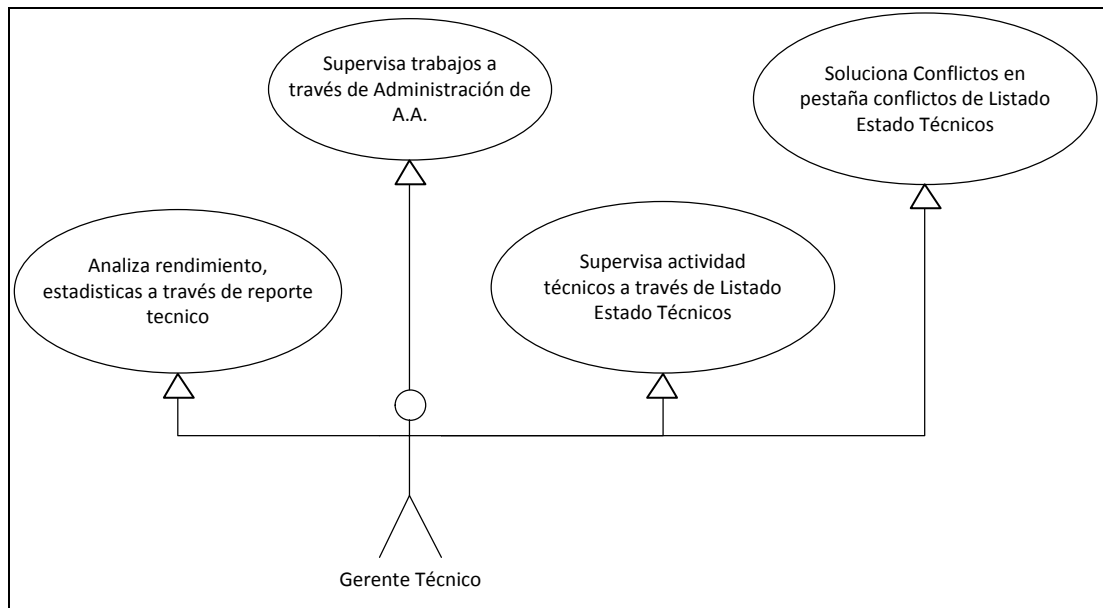 Supervisa trabajos a
través de Administración de
A.A.
Soluciona Conflictos en
pestaña conflictos de Listado
Estado Técnicos
Analiza rendimiento,
estadisticas a través de reporte
tecnico
Supervisa actividad
técnicos a través de Listado
Estado Técnicos
Gerente Técnico